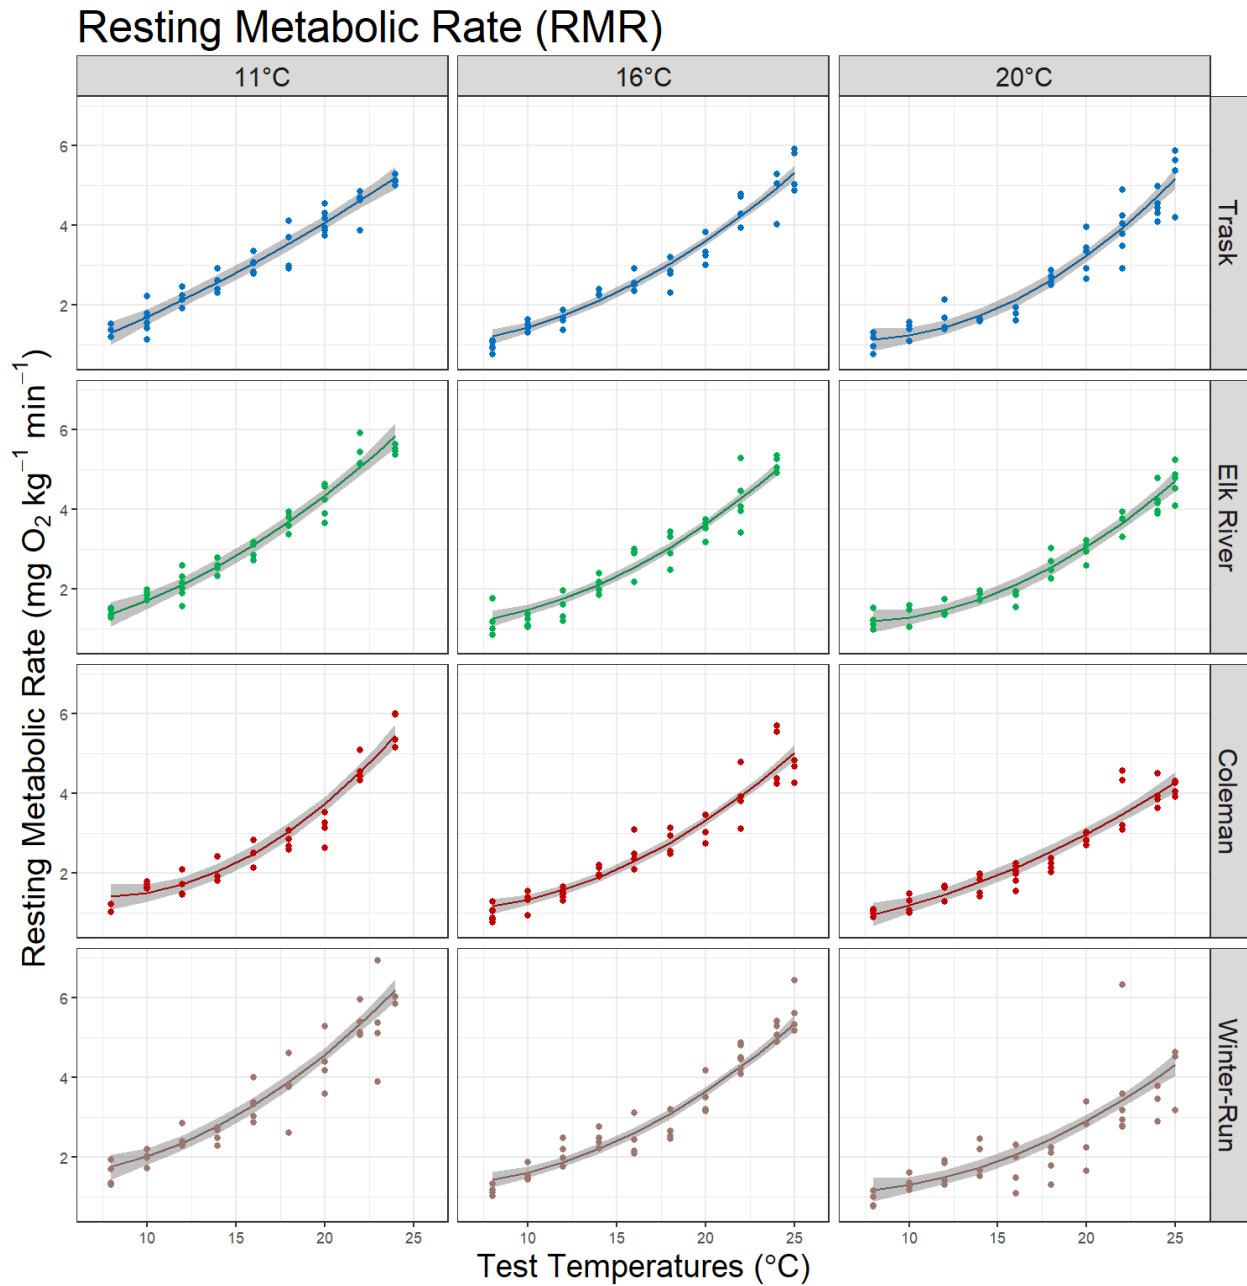 Resting Metabolic Rate (RMR)
11°C
16°C
20°C
Resting Metabolic Rate (mg O₂ kg⁻¹ min⁻¹)
6
4
2
Trask
6
4
2
Elk River
6
4
2
Coleman
6
4
2
Winter-Run
10 15 20 25
10 15 20 25
10 15 20 25
Test Temperatures (°C)